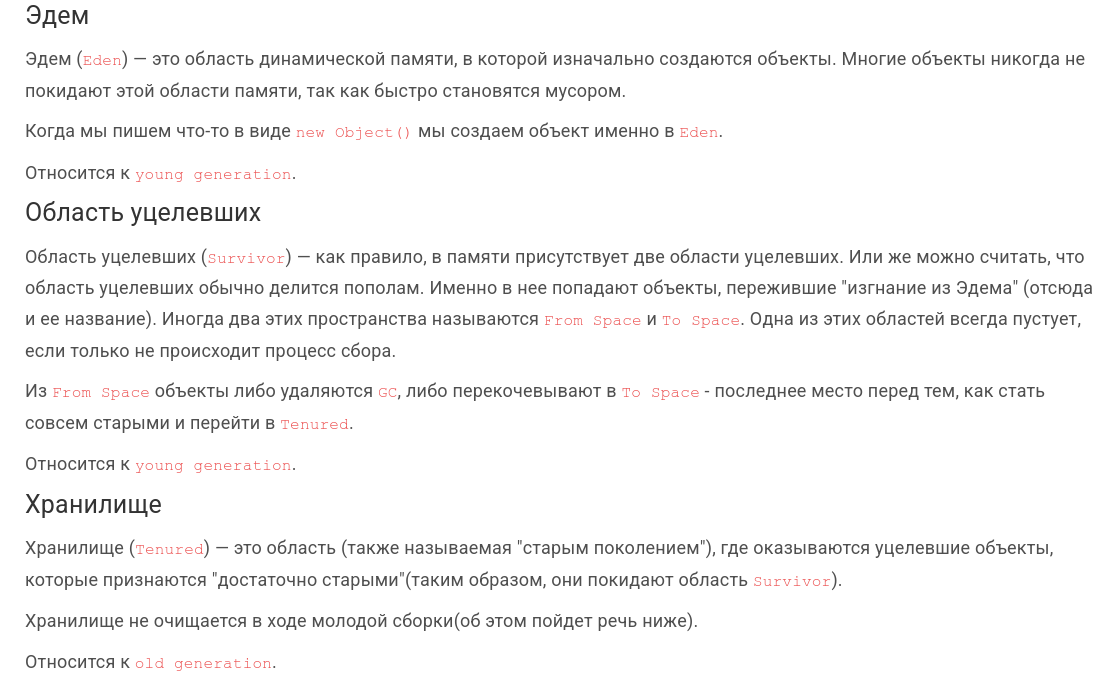 Эдем
Эдем (Eden) — это область динамической памяти, в которой изначально создаются объекты. Многие объекты никогда не
покидают этой области памяти, так как быстро становятся мусором.
Когда мы пишем что-то в виде new Object() мы создаем объект именно в Eden.
Относится к young generation.
Область уцелевших
Область уцелевших (Survivor) — как правило, в памяти присутствует две области уцелевших. Или же можно считать, что
область уцелевших обычно делится пополам. Именно в нее попадают объекты, пережившие "изгнание из Эдема" (отсюда
и ее название). Иногда два этих пространства называются From Space и To Space. Одна из этих областей всегда пустует,
если только не происходит процесс сбора.
Из From Space объекты либо удаляются GC, либо перекочевывают в To Space - последнее место перед тем, как стать
совсем старыми и перейти в Tenured.
Относится к young generation.
Хранилище
Хранилище (Tenured) — это область (также называемая "старым поколением"), где оказываются уцелевшие объекты,
которые признаются "достаточно старыми"(таким образом, они покидают область Survivor).
Хранилище не очищается в ходе молодой сборки(об этом пойдет речь ниже).
Относится к old generation.